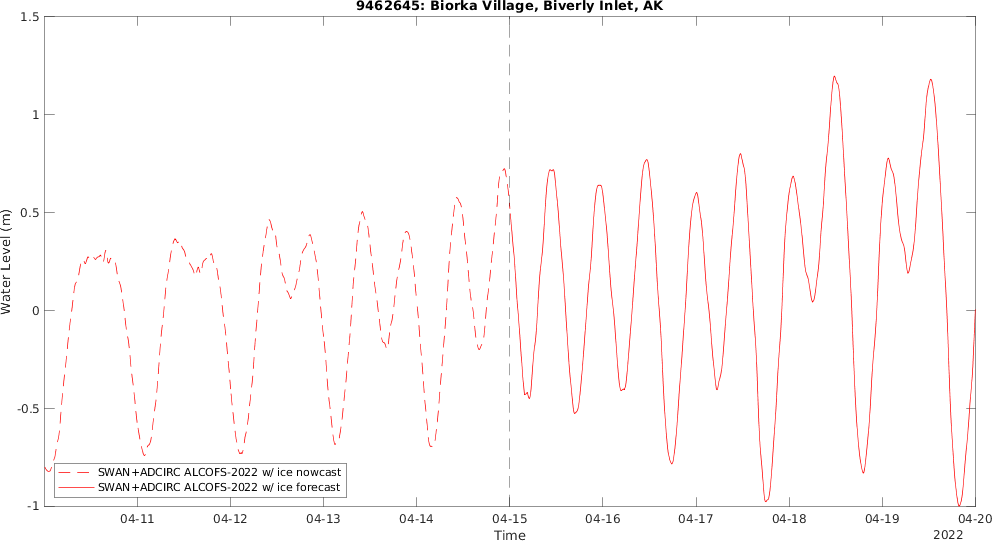 9462645: Biorka Village, Biverly Inlet, AK
Water Level (m)
1.5
1
0.5
0
-0.5
-1
SWAN+ADCIRC ALCOFS-2022 w/ ice nowcast
SWAN+ADCIRC ALCOFS-2022 w/ ice forecast
04-11 04-12 04-13 04-14 04-15 04-16 04-17 04-18 04-19 04-20
Time
2022